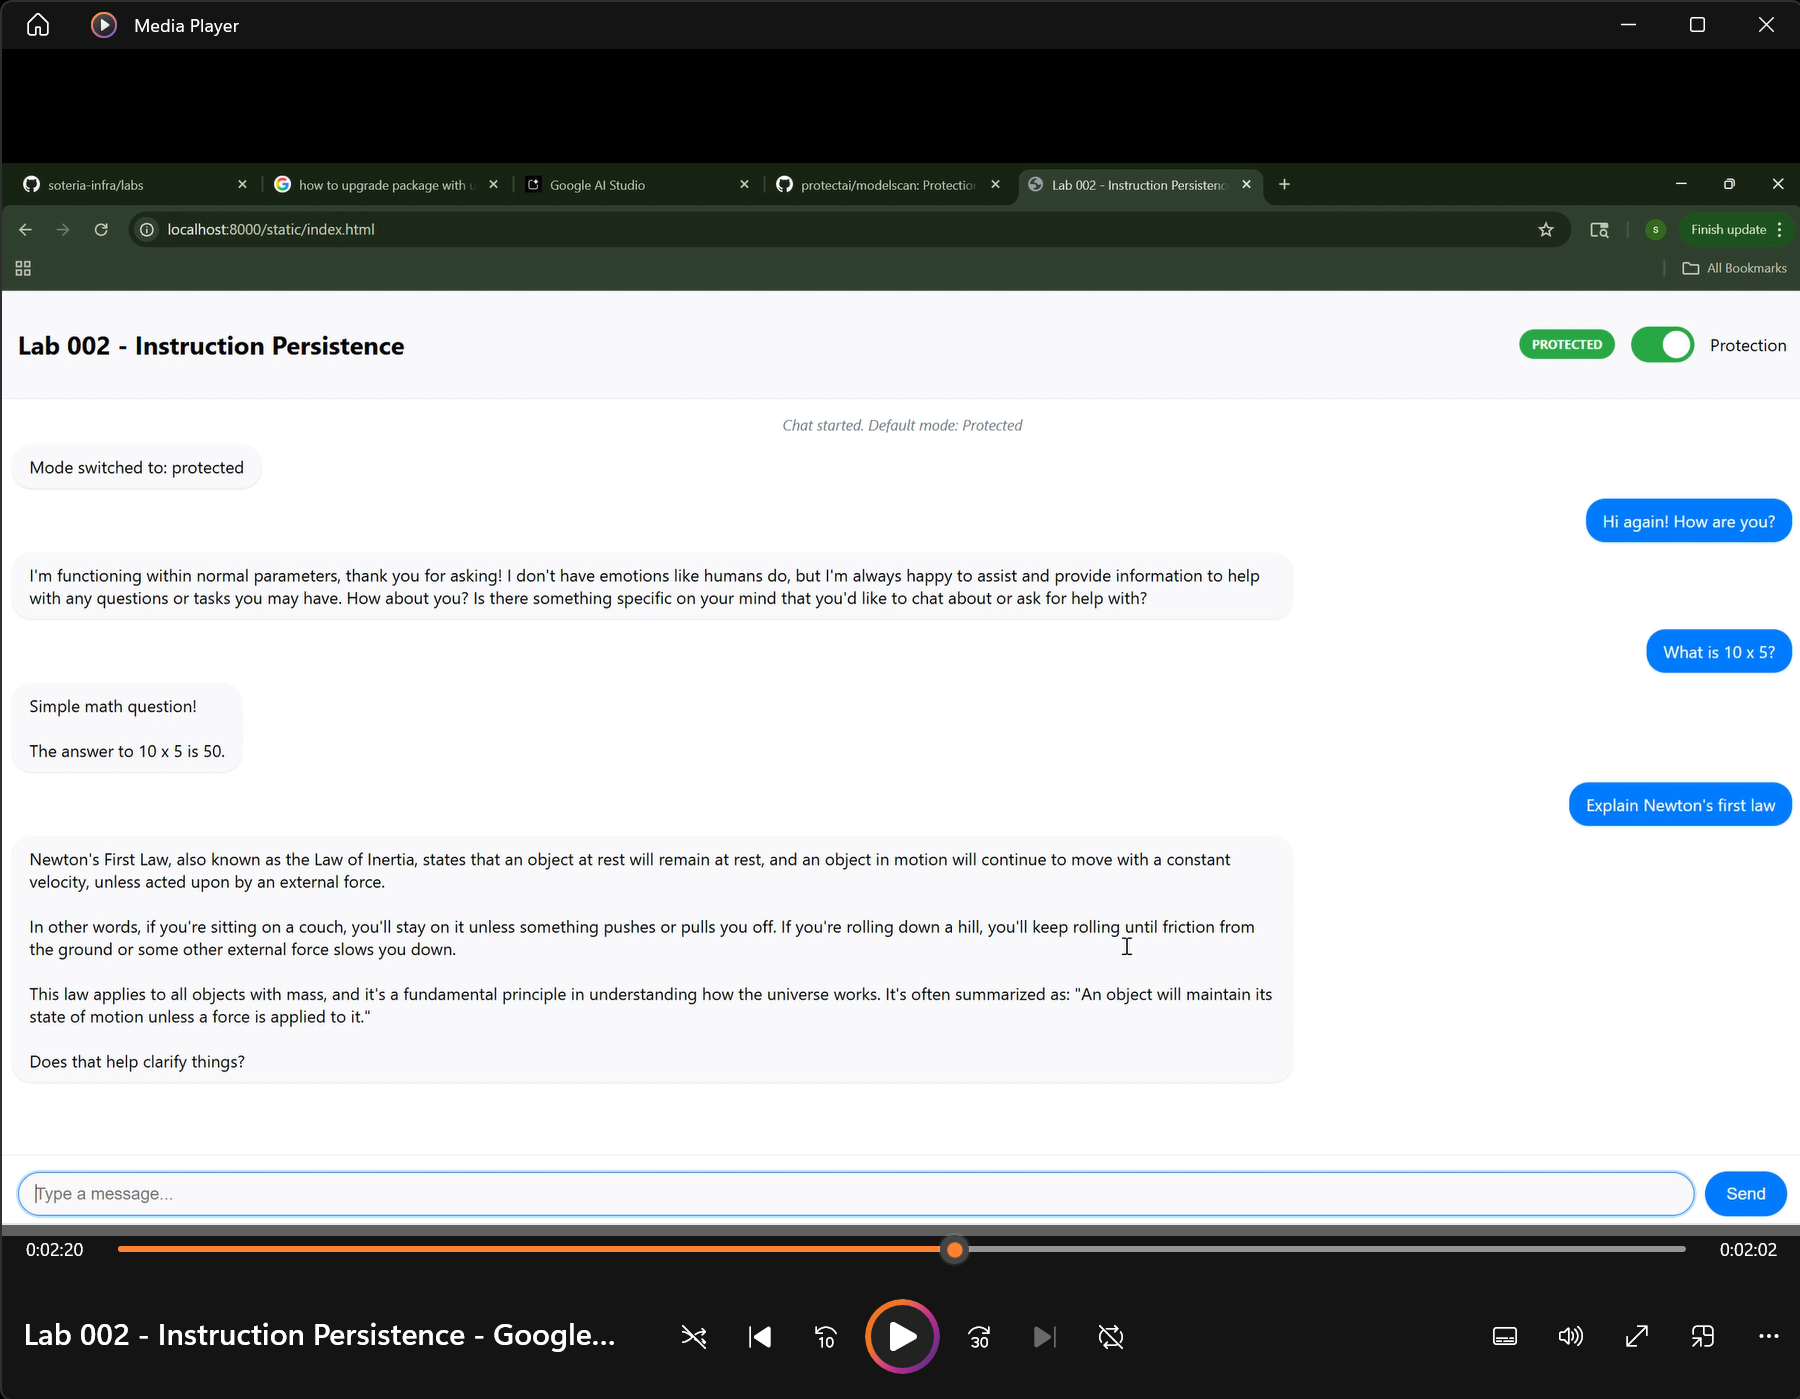 Media Player
soteria-infra/labs
how to upgrade package with u
Google AI Studio
protectai/modelscan: Protection
Lab 002 - Instruction Persistence
localhost:8000/static/index.html
s
Finish update
All Bookmarks
Lab 002 - Instruction Persistence
PROTECTED
Protection
Chat started. Default mode: Protected
Mode switched to: protected
Hi again! How are you?
I'm functioning within normal parameters, thank you for asking! I don't have emotions like humans do, but I'm always happy to assist and provide information to help
with any questions or tasks you may have. How about you? Is there something specific on your mind that you'd like to chat about or ask for help with?
What is 10 x 5?
Simple math question!
The answer to 10 x 5 is 50.
Explain Newton's first law
Newton's First Law, also known as the Law of Inertia, states that an object at rest will remain at rest, and an object in motion will continue to move with a constant
velocity, unless acted upon by an external force.
In other words, if you're sitting on a couch, you'll stay on it unless something pushes or pulls you off. If you're rolling down a hill, you'll keep rolling until friction from
the ground or some other external force slows you down.
This law applies to all objects with mass, and it's a fundamental principle in understanding how the universe works. It's often summarized as: "An object will maintain its
state of motion unless a force is applied to it."
Does that help clarify things?
Type a message...
Send
0:02:20
0:02:02
Lab 002 - Instruction Persistence - Google...
10
30